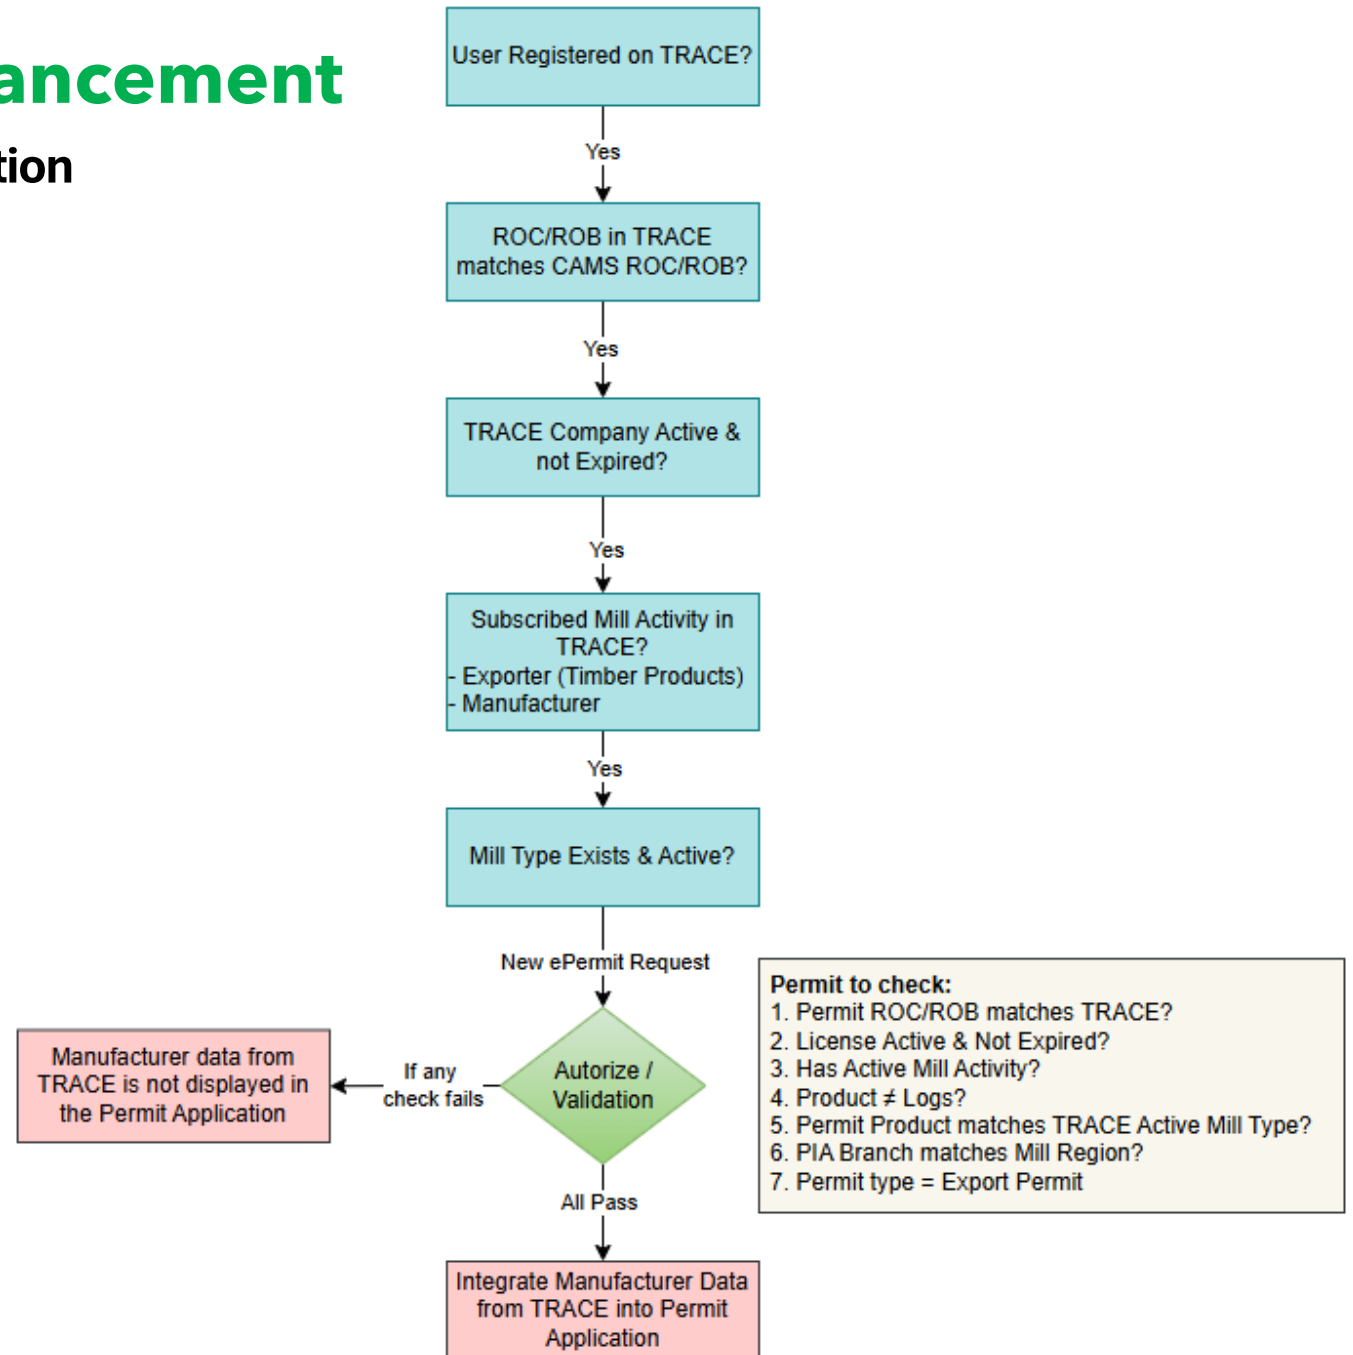 ancement
tion
User Registered on TRACE?
Yes
ROC/ROB in TRACE
matches CAMS ROC/ROB?
Yes
TRACE Company Active &
not Expired?
Yes
Subscribed Mill Activity in
TRACE?
- Exporter (Timber Products)
- Manufacturer
Yes
Mill Type Exists & Active?
New ePermit Request
Autorize /
Validation
If any
check fails
Manufacturer data from
TRACE is not displayed in
the Permit Application
Permit to check:
1. Permit ROC/ROB matches TRACE?
2. License Active & Not Expired?
3. Has Active Mill Activity?
4. Product ≠ Logs?
5. Permit Product matches TRACE Active Mill Type?
6. PIA Branch matches Mill Region?
7. Permit type = Export Permit
All Pass
Integrate Manufacturer Data
from TRACE into Permit
Application